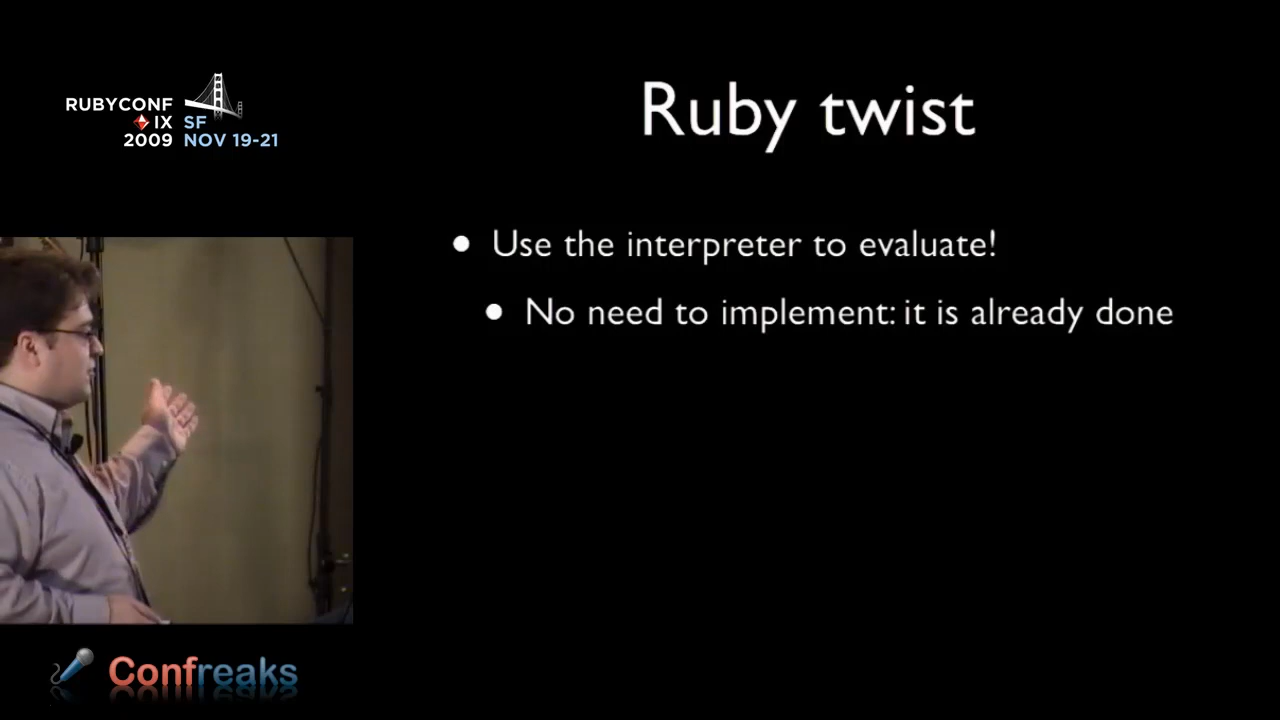 RUBYCONF
IX SF
2009 NOV 19-21
Ruby twist
Use the interpreter to evaluate!
No need to implement: it is already done
Confreaks